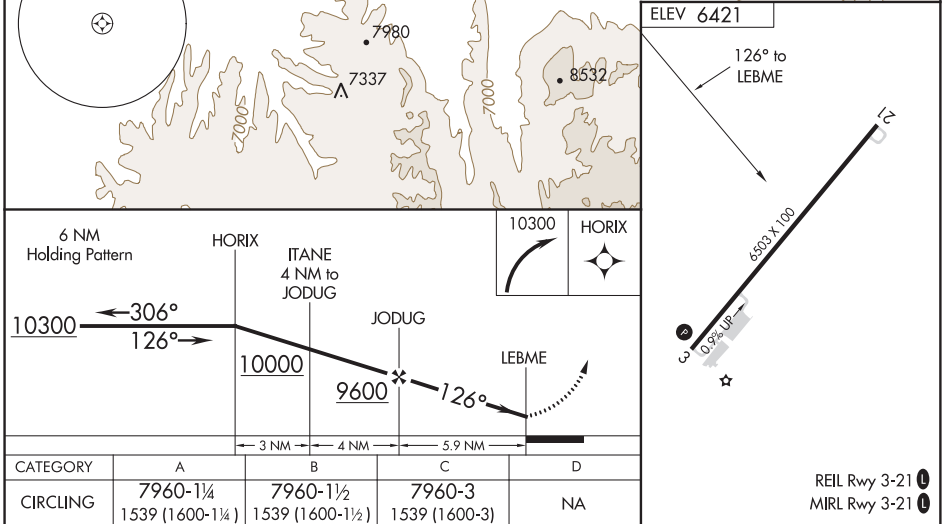 7980
7337
8532
7000
7000
ELEV 6421
126° to
LEBME
21
6503 X 100
0.9% UP
P
3
REIL Rwy 3-21 L
MIRL Rwy 3-21 L
6 NM
Holding Pattern
HORIX
ITANE
4 NM to
JODUG
JODUG
LEBME
10300
HORIX
10300
306°
126°
10000
9600
126°
3 NM
4 NM
5.9 NM
CATEGORY A B C D
CIRCLING 7960-1¼ 7960-1½ 7960-3 NA
1539 (1600-1¼) 1539 (1600-1½) 1539 (1600-3)